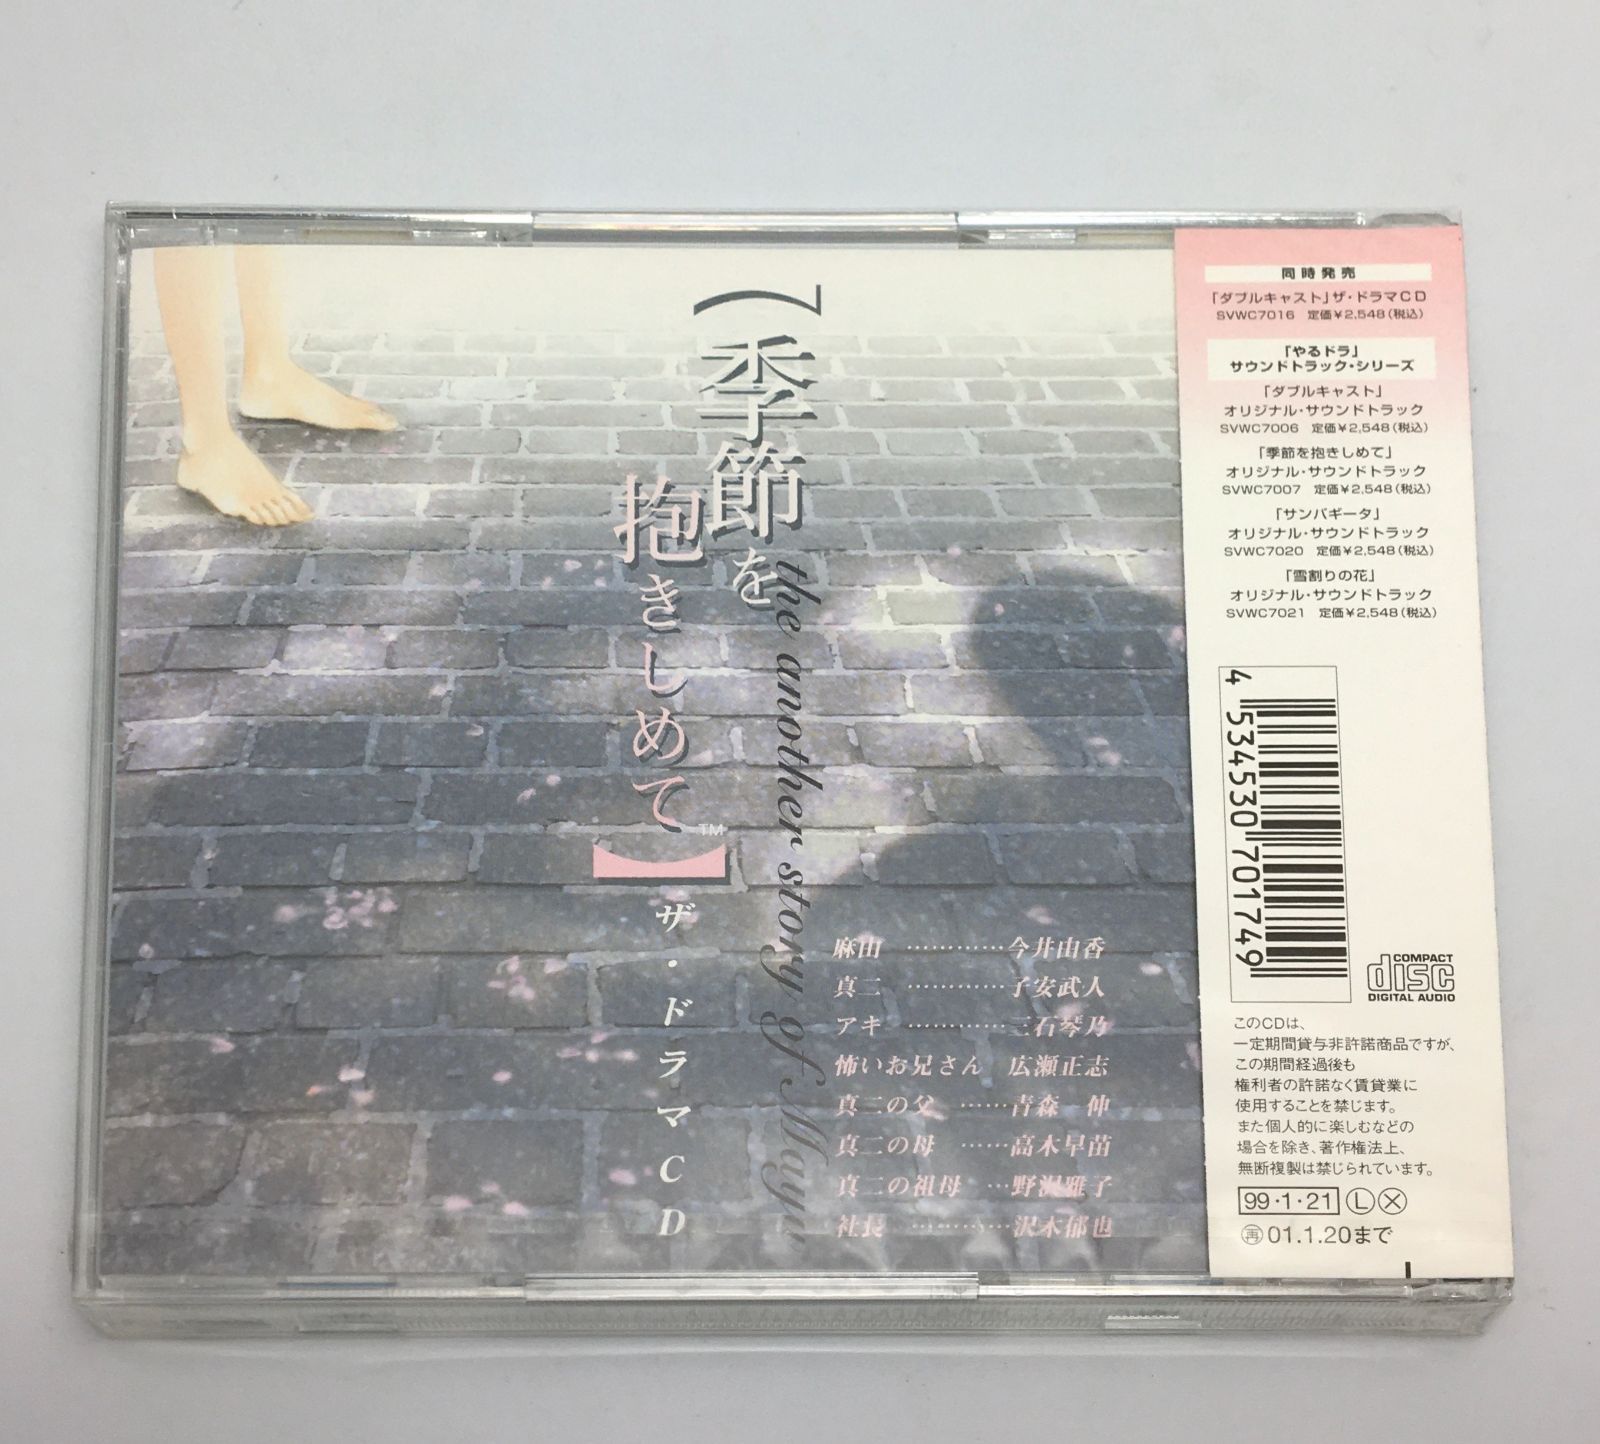 【季節を
抱きしめて】
TM
ザ・ドラマCD
the another story of Mayu
麻由 …………今井由香
真二 …………子安武人
アキ …………三石琴乃
怖いお兄さん 広瀬正志
真二の父 ……青森 伸
真二の母 ……高木早苗
真二の祖母 …野沢雅子
社長 …………沢木郁也
同時発売
「ダブルキャスト」ザ・ドラマCD
SVWC7016 定価¥2,548(税込)
「やるドラ」
サウンドトラック・シリーズ
「ダブルキャスト」
オリジナル・サウンドトラック
SVWC7006 定価¥2,548(税込)
「季節を抱きしめて」
オリジナル・サウンドトラック
SVWC7007 定価¥2,548(税込)
「サンパギータ」
オリジナル・サウンドトラック
SVWC7020 定価¥2,548(税込)
「雪割りの花」
オリジナル・サウンドトラック
SVWC7021 定価¥2,548(税込)
4 534530 701749
COMPACT
disc
DIGITAL AUDIO
このCDは、
一定期間貸与非許諾商品ですが、
この期間経過後も
権利者の許諾なく賃貸業に
使用することを禁じます。
また個人的に楽しむなどの
場合を除き、著作権法上、
無断複製は禁じられています。
99・1・21 Ⓛ Ⓧ
㊢01.1.20まで